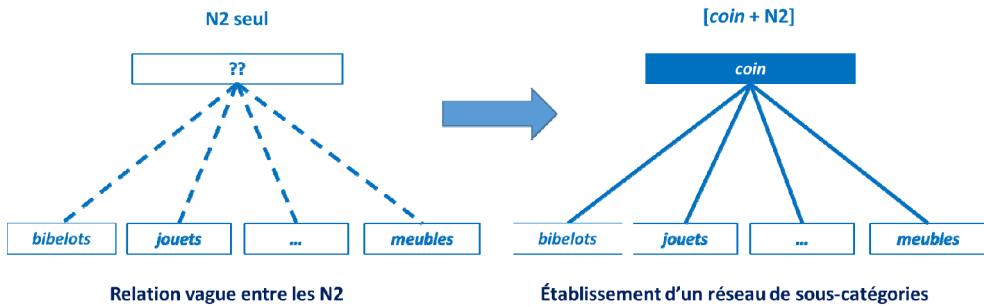 N2 seul
[coin + N2]
??
coin
bibelots
jouets
...
meubles
bibelots
jouets
...
meubles
Relation vague entre les N2
Établissement d'un réseau de sous-catégories